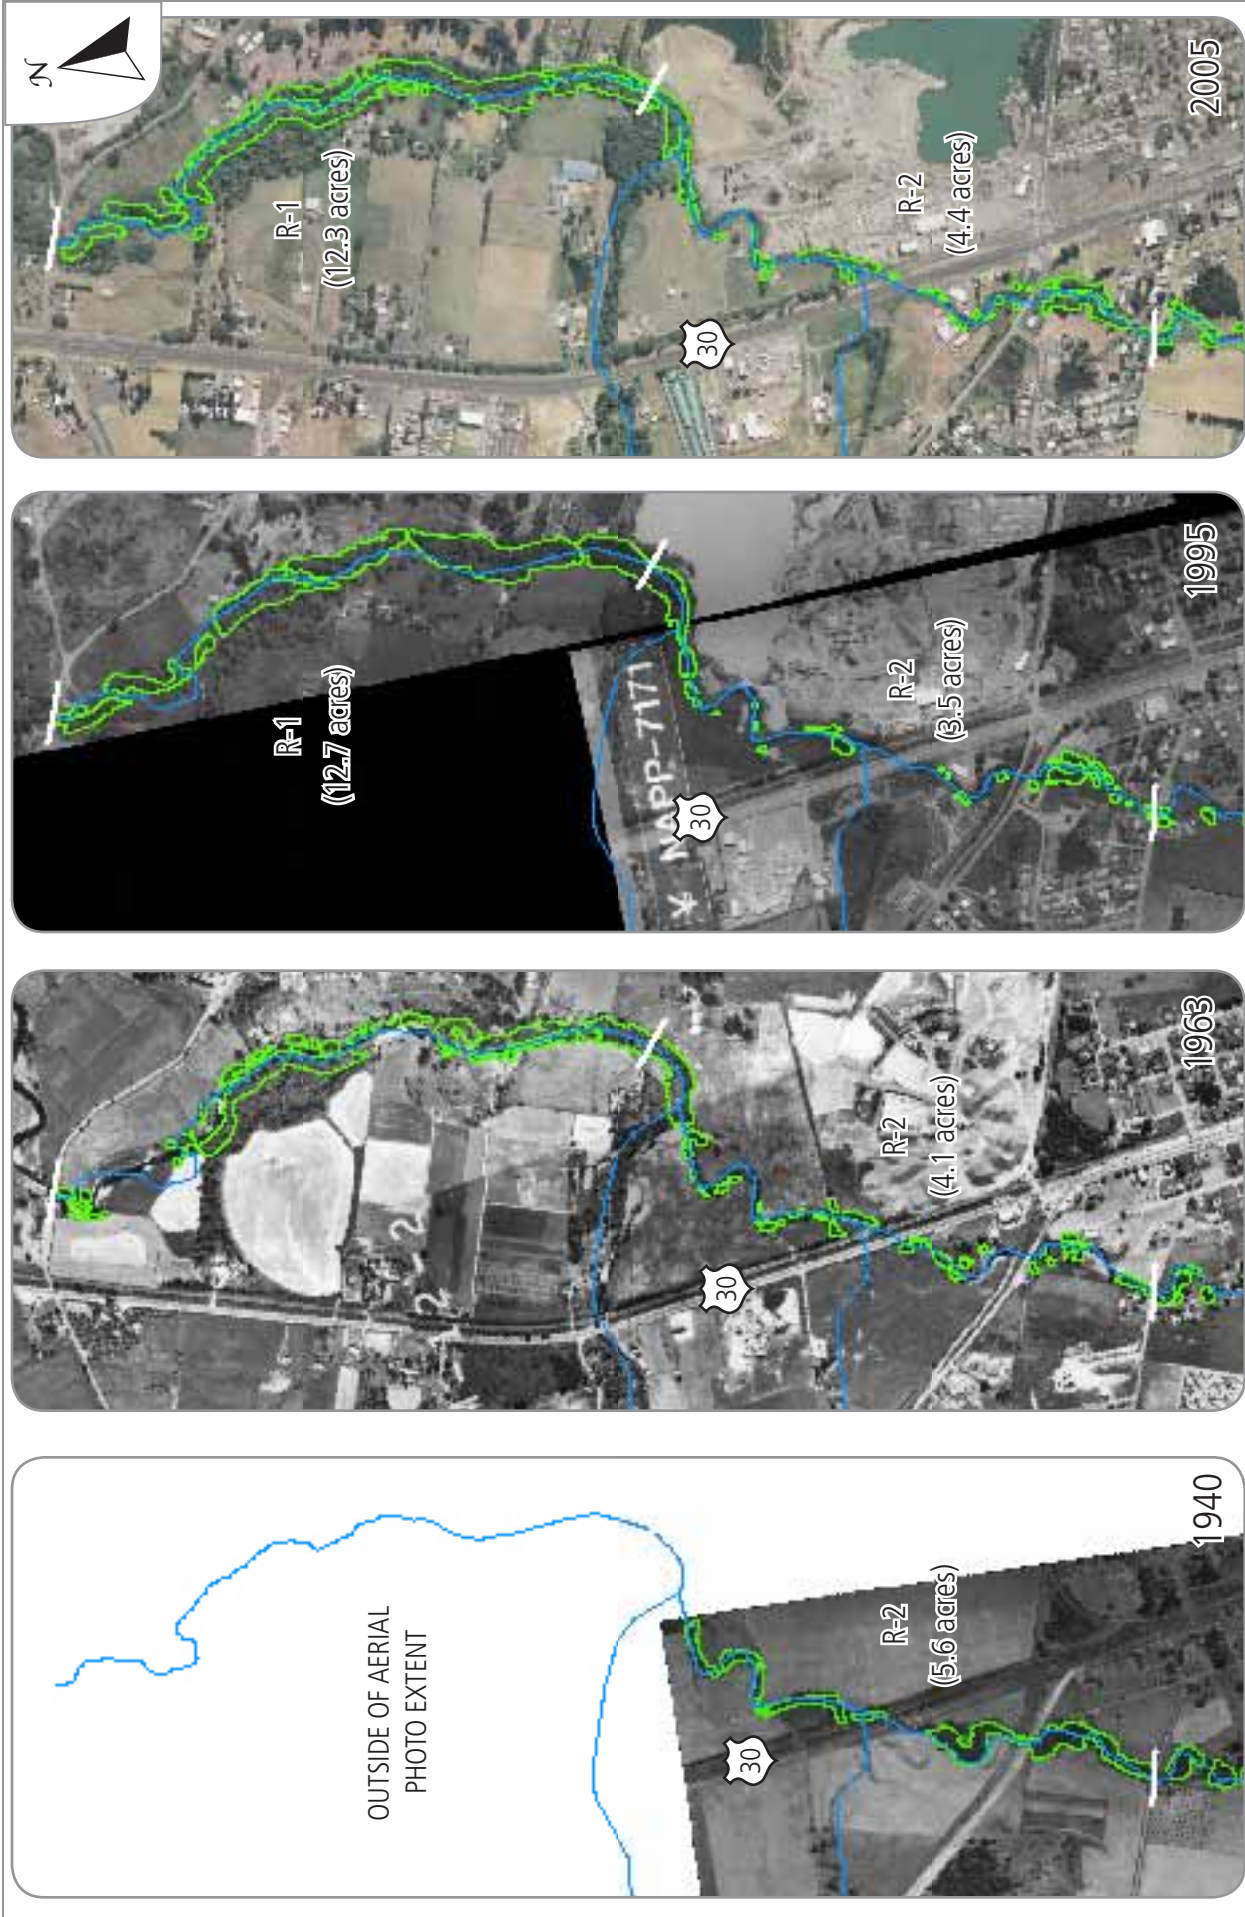 N
OUTSIDE OF AERIAL
PHOTO EXTENT
30
R-2
(5.6 acres)
1940
2-2
30
R-2
(4.1 acres)
1963
R-1
(12.7 acres)
* NAPP-7171
30
R-2
(3.5 acres)
1995
R-1
(12.3 acres)
30
R-2
(4.4 acres)
2005